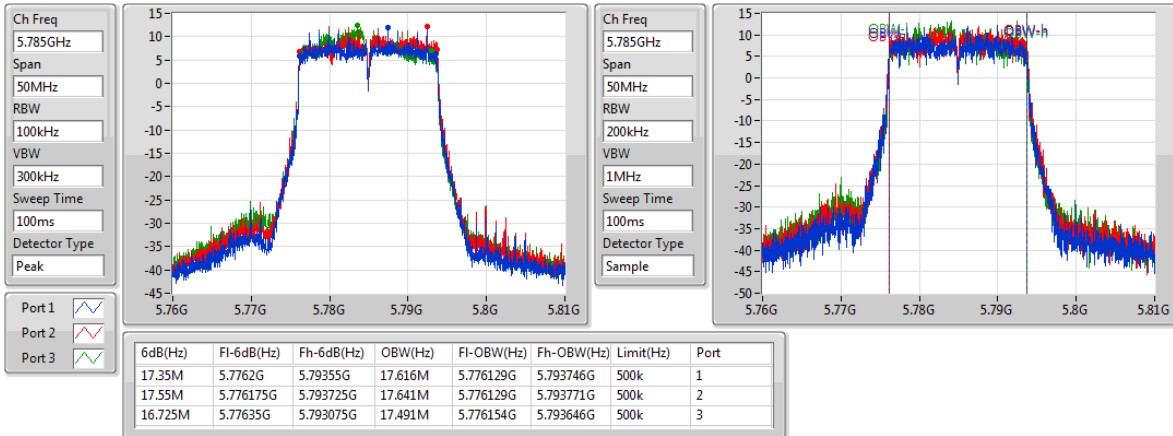 Ch Freq
5.785GHz
Span
50MHz
RBW
100kHz
VBW
300kHz
Sweep Time
100ms
Detector Type
Peak
Port 1
Port 2
Port 3
15
10
5
0
-5
-10
-15
-20
-25
-30
-35
-40
-45
5.76G 5.77G 5.78G 5.79G 5.8G 5.81G
Ch Freq
5.785GHz
Span
50MHz
RBW
200kHz
VBW
1MHz
Sweep Time
100ms
Detector Type
Sample
15
10
5
0
-5
-10
-15
-20
-25
-30
-35
-40
-45
-50
OBW-h
5.76G 5.77G 5.78G 5.79G 5.8G 5.81G
6dB(Hz) Fl-6dB(Hz) Fh-6dB(Hz) OBW(Hz) Fl-OBW(Hz) Fh-OBW(Hz) Limit(Hz) Port
17.35M 5.7762G 5.79355G 17.616M 5.776129G 5.793746G 500k 1
17.55M 5.776175G 5.793725G 17.641M 5.776129G 5.793771G 500k 2
16.725M 5.77635G 5.793075G 17.491M 5.776154G 5.793646G 500k 3